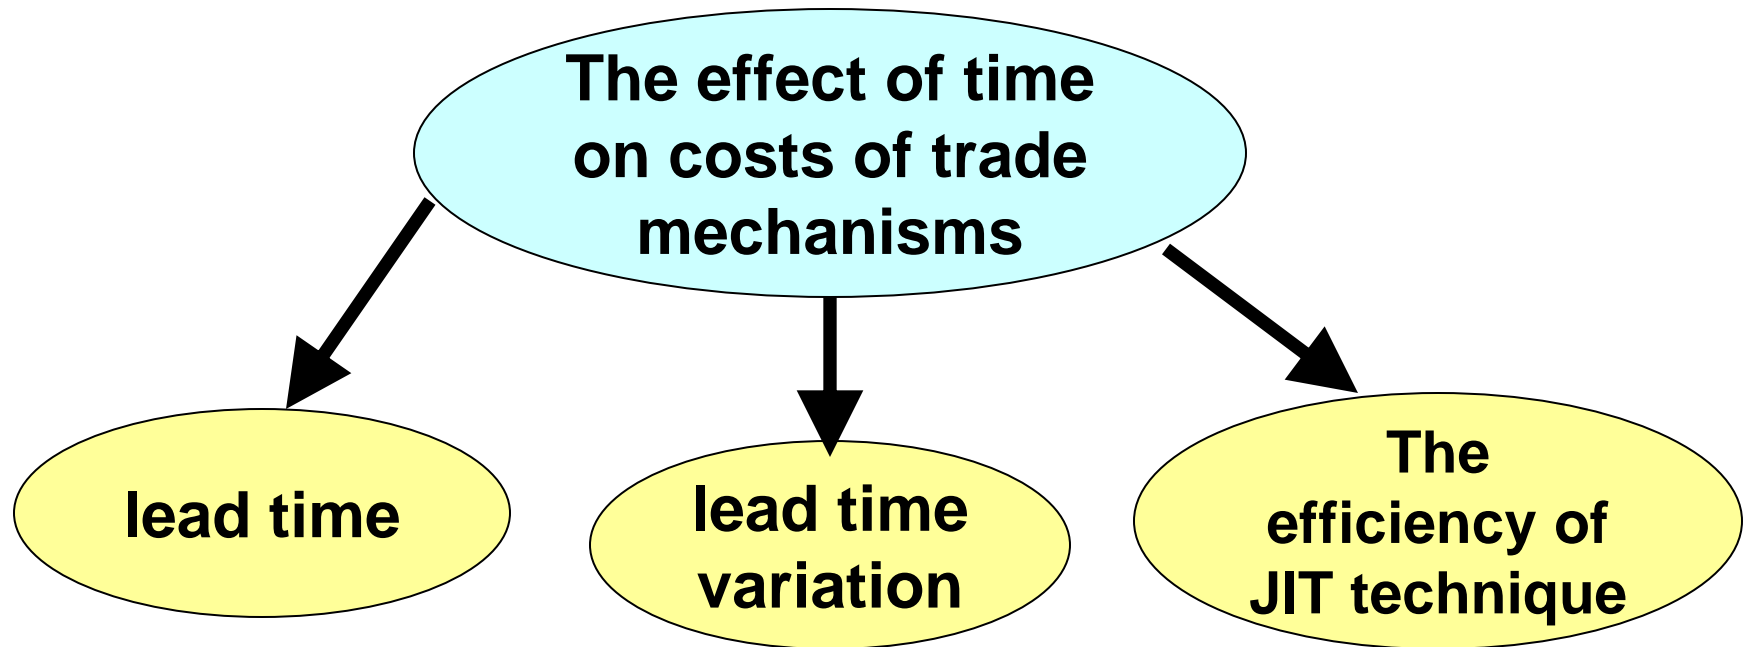 The effect of time
on costs of trade
mechanisms
lead time
lead time
variation
The
efficiency of
JIT technique